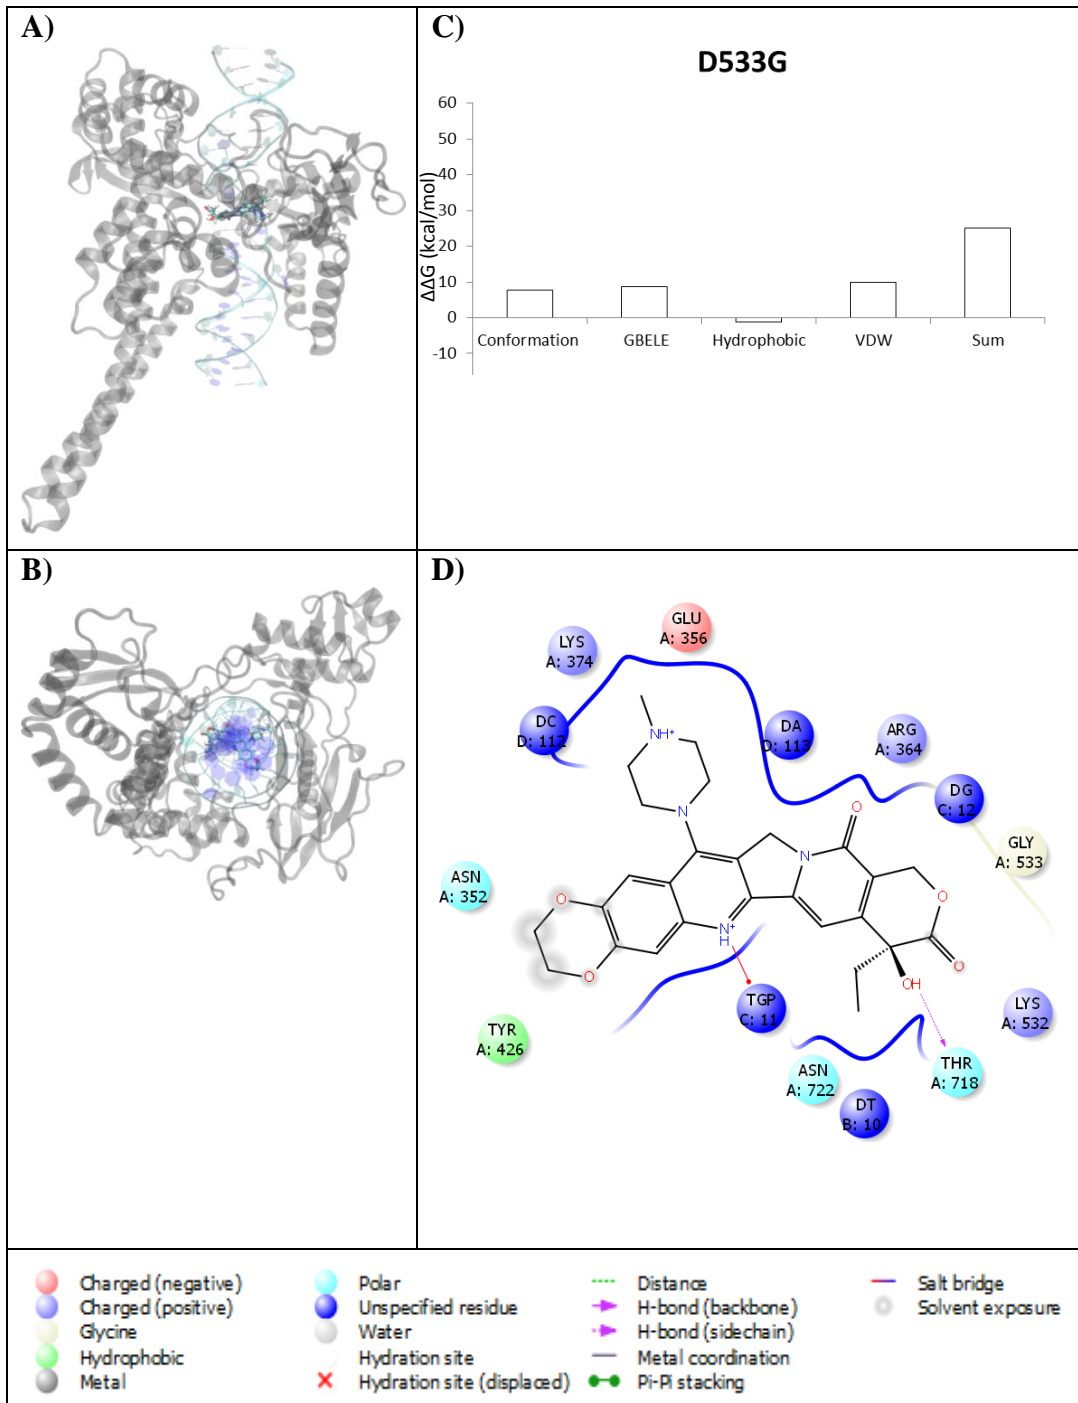 A)
C)
D533G
ΔΔG (kcal/mol)
60
50
40
30
20
10
0
-10
Conformation GBELE Hydrophobic VDW Sum
B)
D)
GLU
A: 356
LYS
A: 374
DC
D: 112
DA
D: 113
ARG
A: 364
DG
C: 12
GLY
A: 533
ASN
A: 352
TYR
A: 426
TGP
C: 11
ASN
A: 722
DT
B: 10
THR
A: 718
LYS
A: 532
NH+
N
N
O
O
O
O
O
N+
H
OH
Charged (negative) Polar Distance Salt bridge
Charged (positive) Unspecified residue H-bond (backbone) Solvent exposure
Glycine Water H-bond (sidechain)
Hydrophobic Hydration site Metal coordination
Metal Hydration site (displaced) Pi-Pi stacking